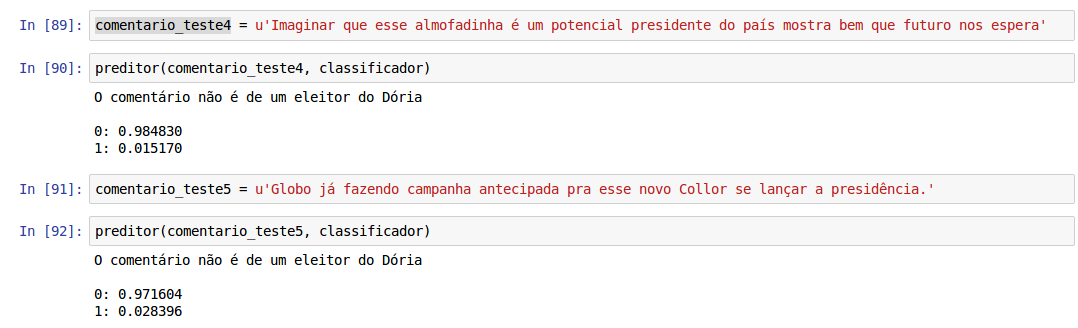 In [89]: comentario_teste4 = u'Imaginar que esse almofadinha é um potencial presidente do país mostra bem que futuro nos espera'
In [90]: preditor(comentario_teste4, classificador)
O comentário não é de um eleitor do Dória
0: 0.984830
1: 0.015170
In [91]: comentario_teste5 = u'Globo já fazendo campanha antecipada pra esse novo Collor se lançar a presidência.'
In [92]: preditor(comentario_teste5, classificador)
O comentário não é de um eleitor do Dória
0: 0.971604
1: 0.028396